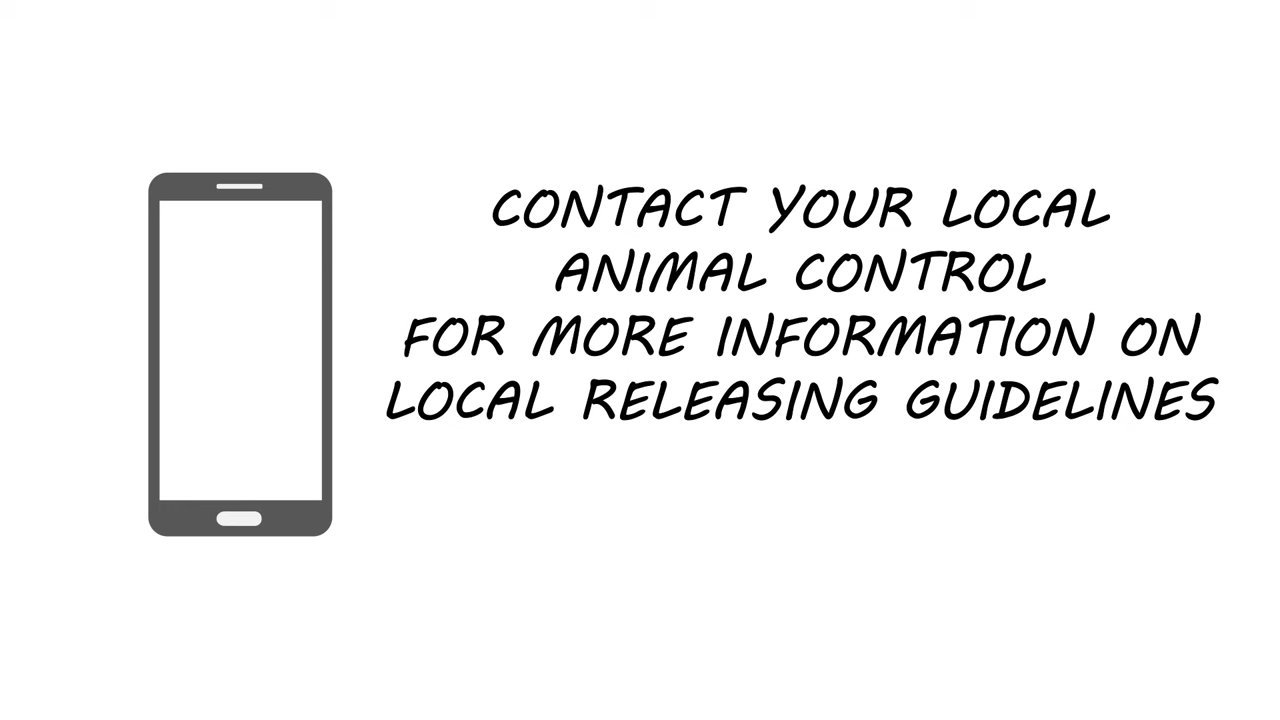 CONTACT YOUR LOCAL
ANIMAL CONTROL
FOR MORE INFORMATION ON
LOCAL RELEASING GUIDELINES